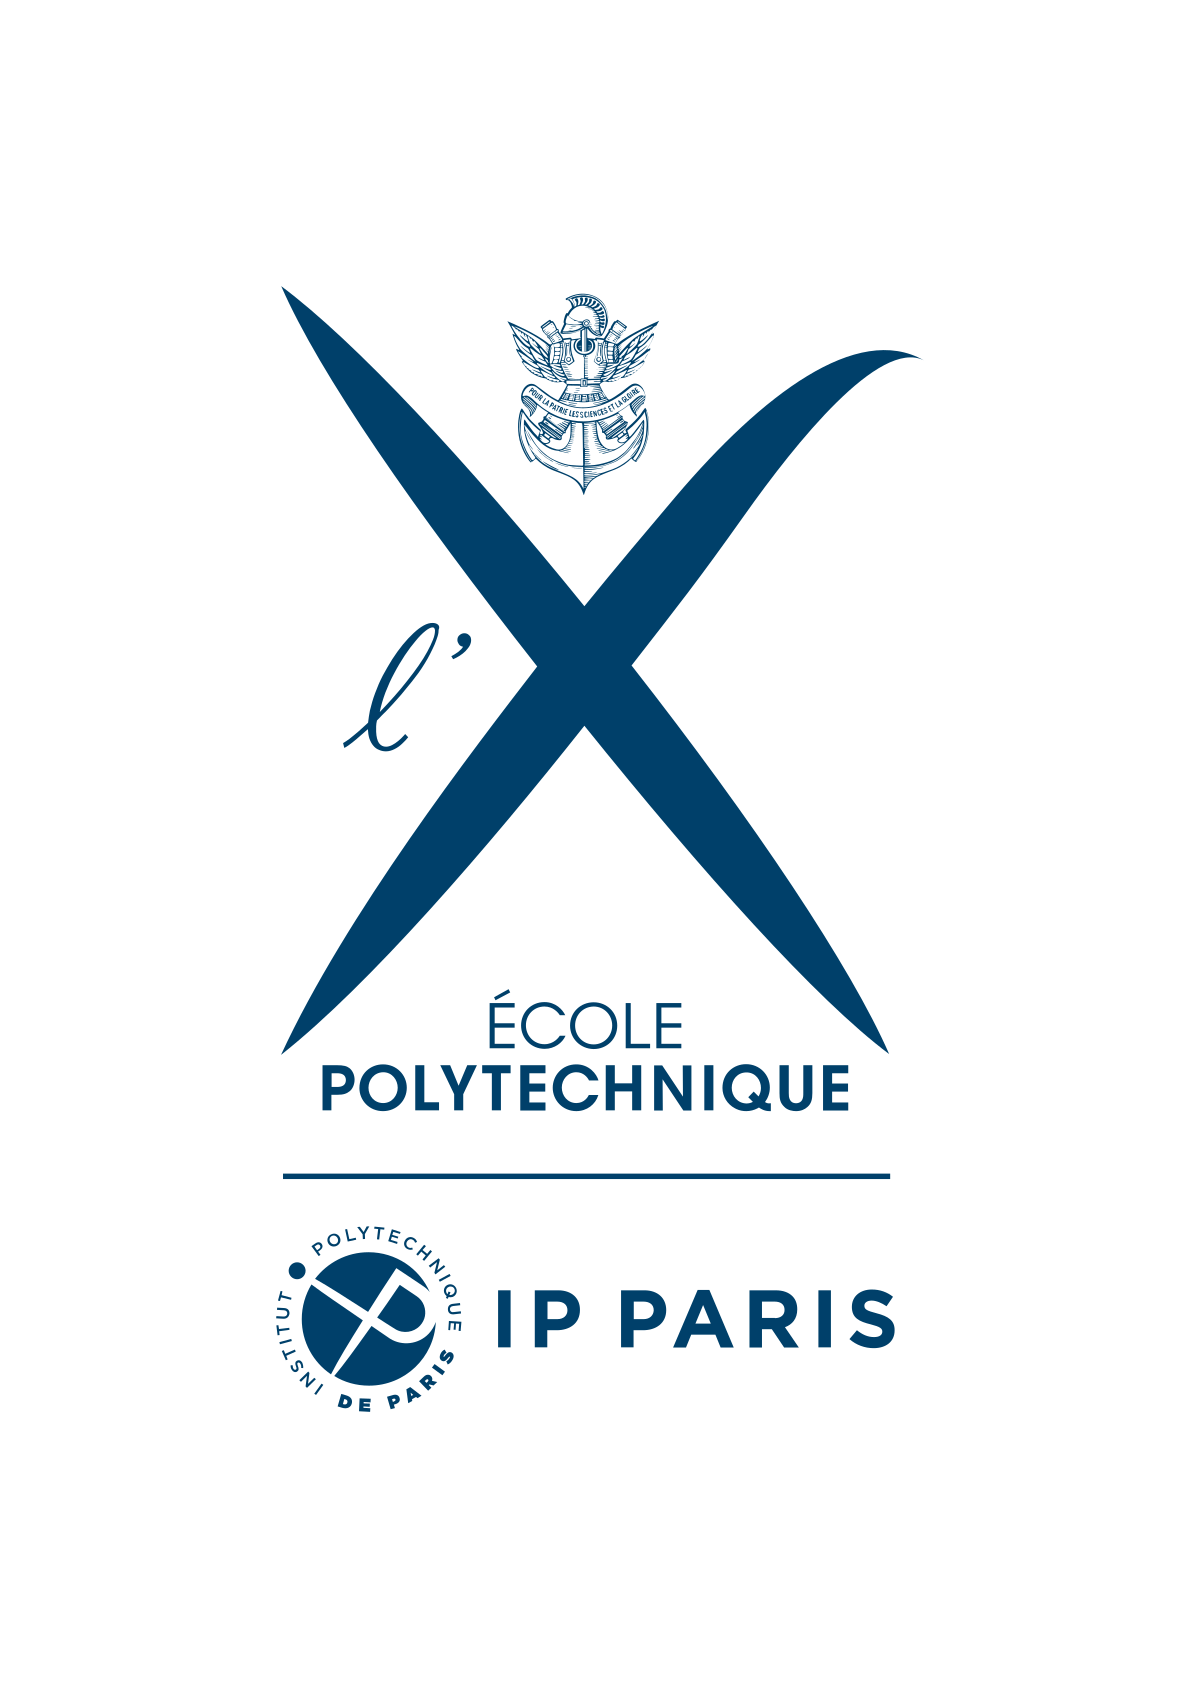 POUR LA PATRIE LES SCIENCES ET LA GLOIRE
l’X
ÉCOLE
POLYTECHNIQUE
INSTITUT POLYTECHNIQUE DE PARIS
IP PARIS